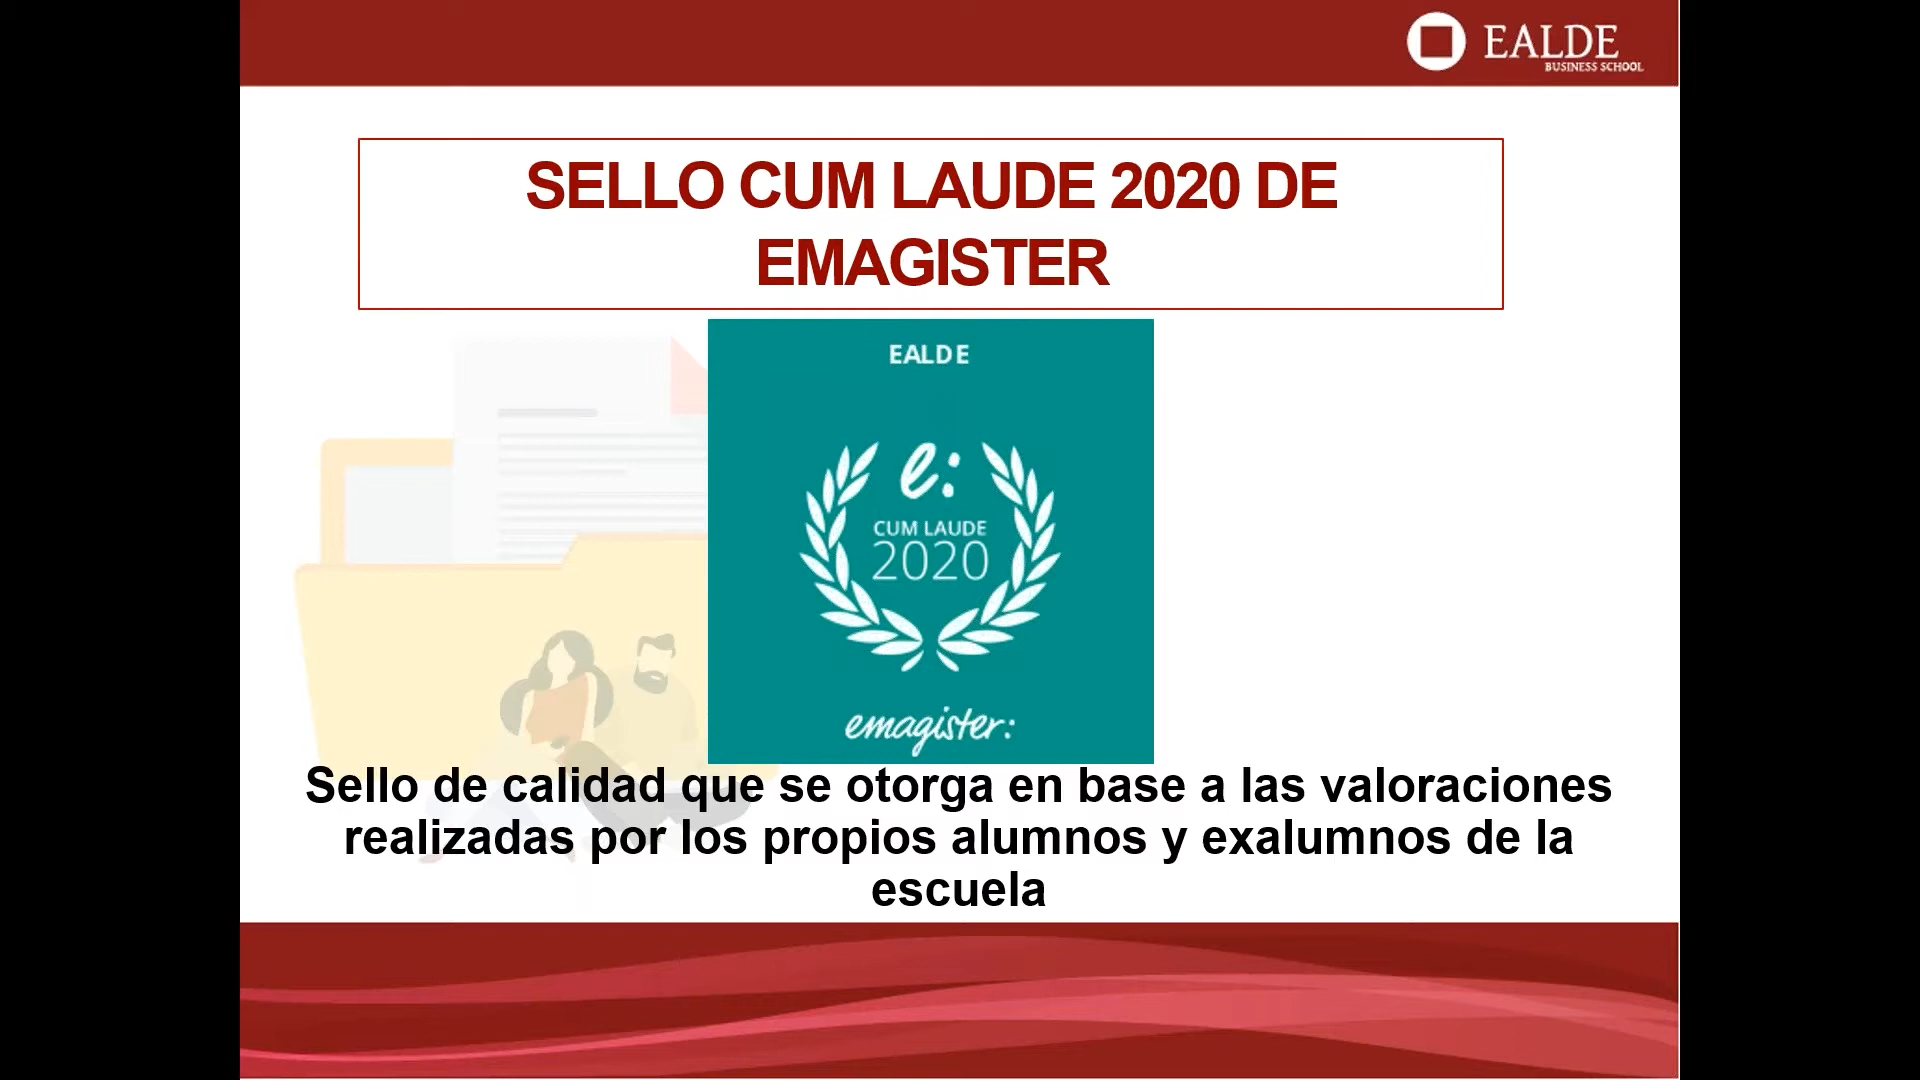 EALDE
BUSINESS SCHOOL
SELLO CUM LAUDE 2020 DE
EMAGISTER
EALDE
e:
CUM LAUDE
2020
emagister:
Sello de calidad que se otorga en base a las valoraciones
realizadas por los propios alumnos y exalumnos de la
escuela